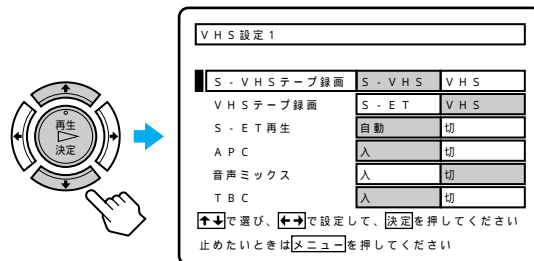 VHS設定1
S-VHSテープ録画 S-VHS VHS
VHSテープ録画 S-ET VHS
S-ET再生 自動 切
APC 入 切
音声ミックス 入 切
TBC 入 切
↑↓で選び、←→で設定して、決定を押してください
止めたいときはメニューを押してください
再生
決定